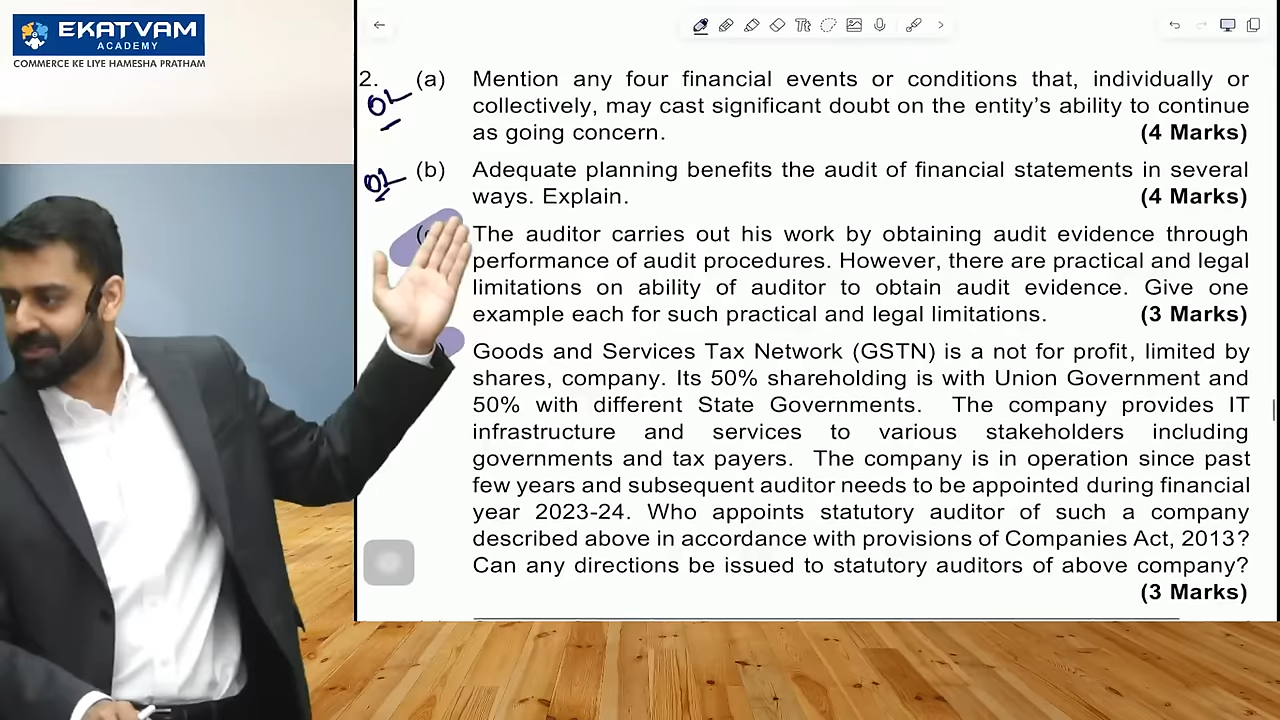 EKATVAM
ACADEMY
COMMERCE KE LIYE HAMESHA PRATHAM
2. (a) Mention any four financial events or conditions that, individually or
collectively, may cast significant doubt on the entity's ability to continue
as going concern. (4 Marks)
(b) Adequate planning benefits the audit of financial statements in several
ways. Explain. (4 Marks)
The auditor carries out his work by obtaining audit evidence through
performance of audit procedures. However, there are practical and legal
limitations on ability of auditor to obtain audit evidence. Give one
example each for such practical and legal limitations. (3 Marks)
Goods and Services Tax Network (GSTN) is a not for profit, limited by
shares, company. Its 50% shareholding is with Union Government and
50% with different State Governments. The company provides IT
infrastructure and services to various stakeholders including
governments and tax payers. The company is in operation since past
few years and subsequent auditor needs to be appointed during financial
year 2023-24. Who appoints statutory auditor of such a company
described above in accordance with provisions of Companies Act, 2013?
Can any directions be issued to statutory auditors of above company?
(3 Marks)